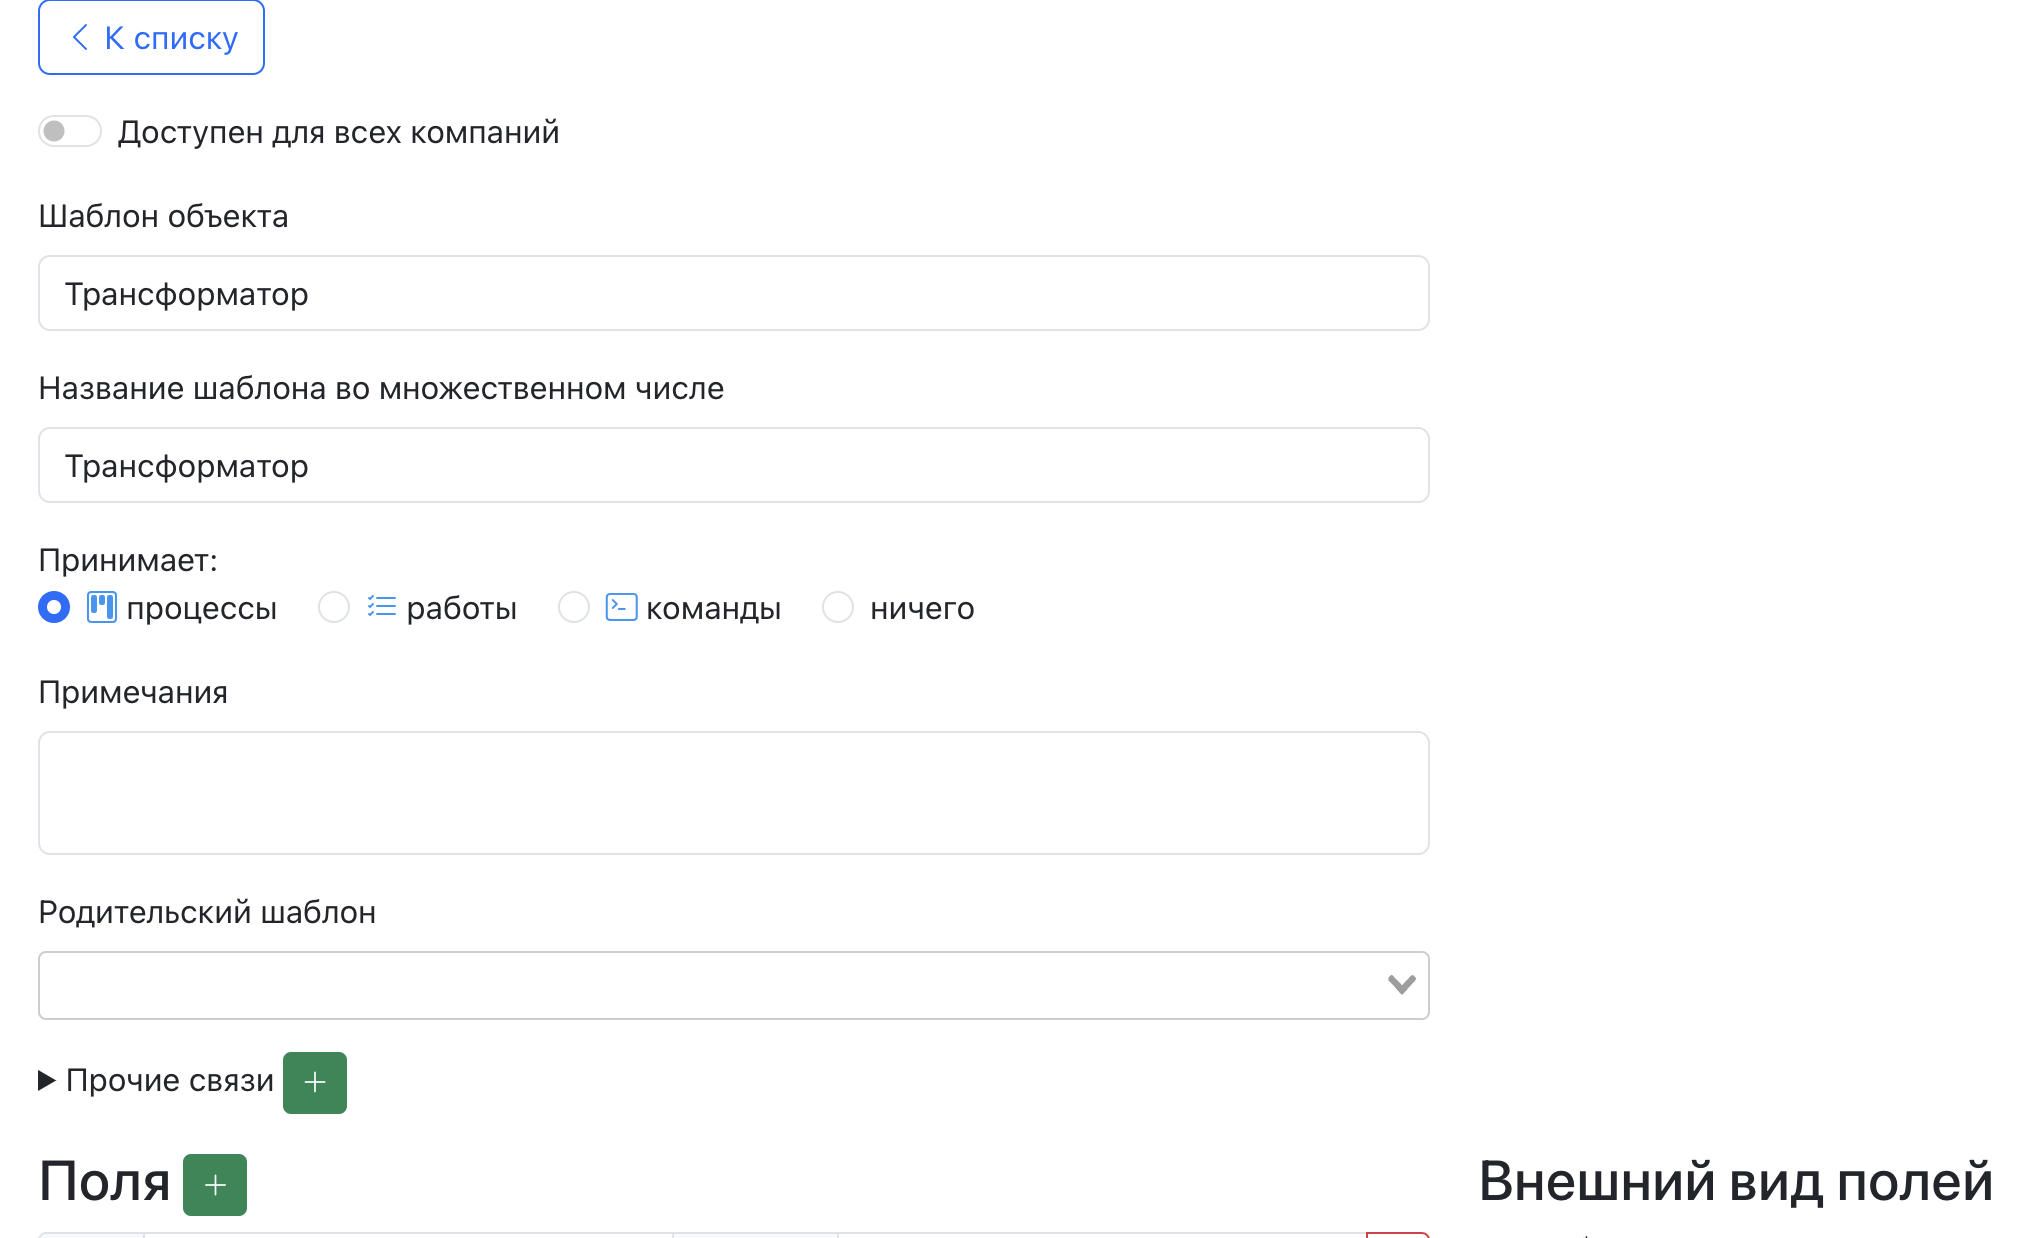 К списку
Доступен для всех компаний
Шаблон объекта
Трансформатор
Название шаблона во множественном числе
Трансформатор
Принимает:
процессы работы команды ничего
Примечания
Родительский шаблон
Прочие связи
Поля
Внешний вид полей